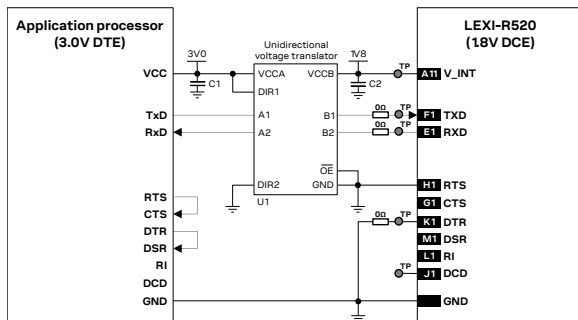 Application processor
(3.0V DTE)
LEXI-R520
(1.8V DCE)
Unidirectional
voltage translator
3V0
1V8
VCC
C1
VCCA
DIR1
VCCB
C2
TP
A11 V_INT
TxD
A1
B1
0Ω
TP
F1 TXD
RxD
A2
B2
0Ω
TP
E1 RXD
OE
DIR2
GND
U1
RTS
CTS
DTR
DSR
RI
DCD
GND
H1 RTS
G1 CTS
0Ω
TP
K1 DTR
M1 DSR
L1 RI
TP
J1 DCD
GND